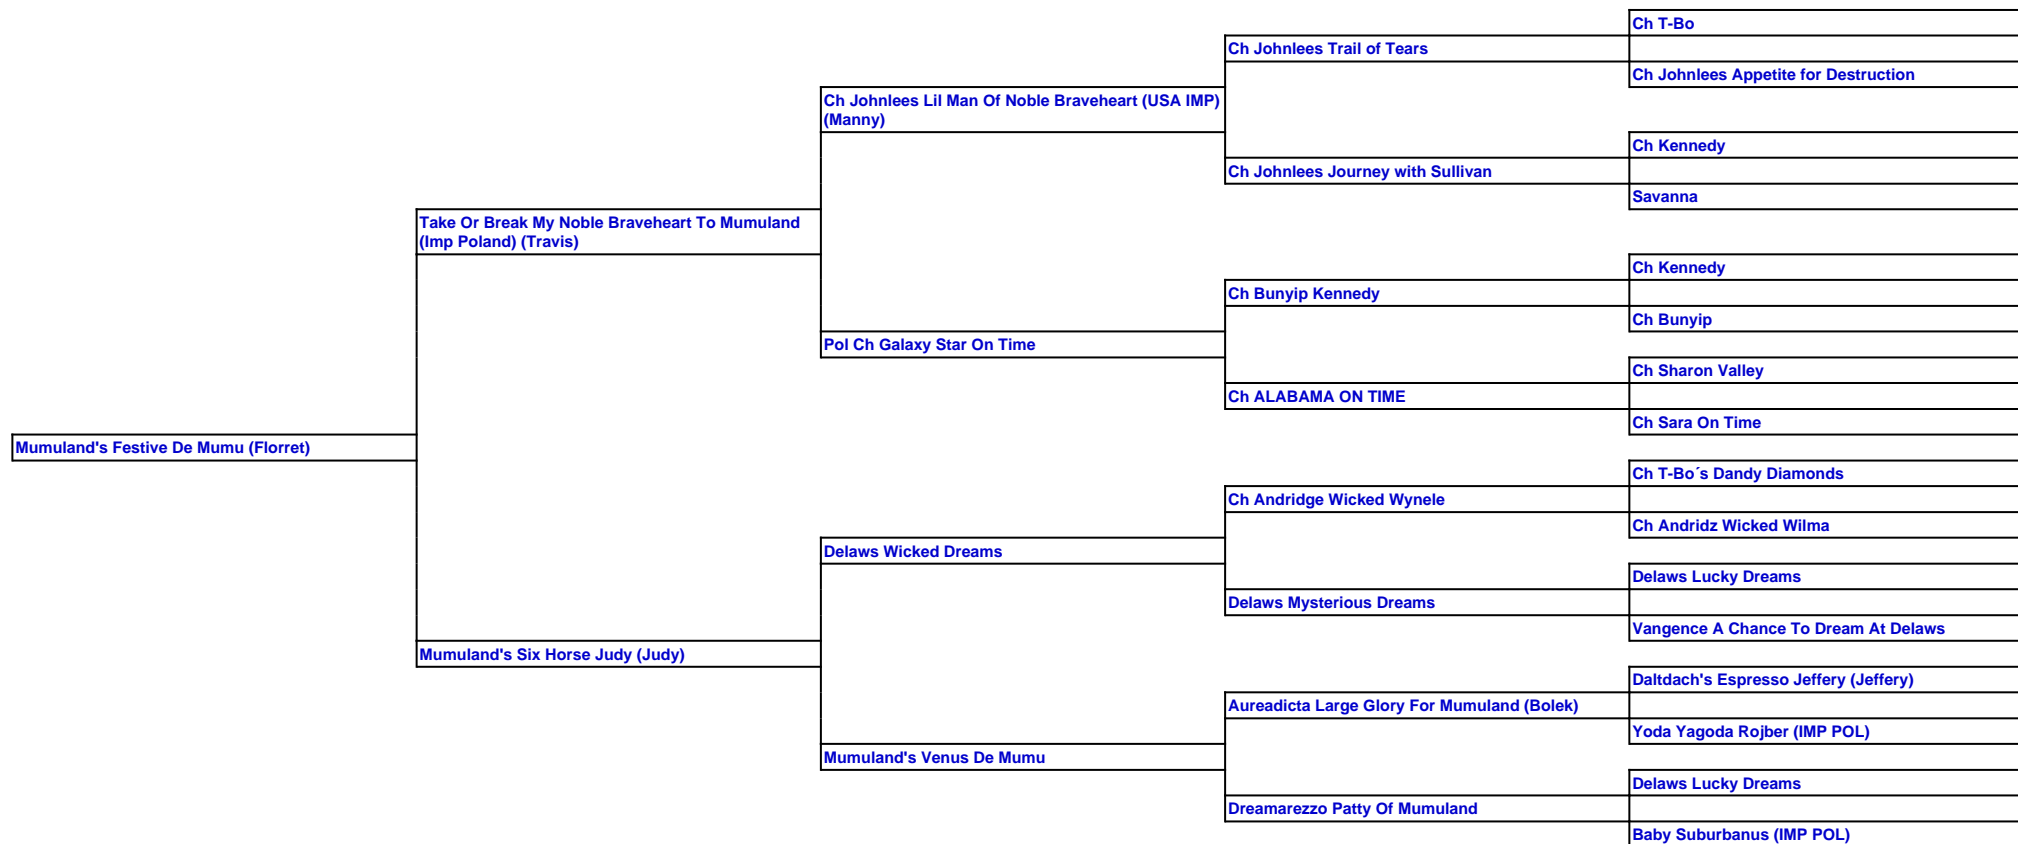 Ch T-Bo
Ch Johnlees Trail of Tears
Ch Johnlees Appetite for Destruction
Ch Johnlees Lil Man Of Noble Braveheart (USA IMP)
(Manny)
Ch Kennedy
Ch Johnlees Journey with Sullivan
Savanna
Take Or Break My Noble Braveheart To Mumuland
(Imp Poland) (Travis)
Ch Kennedy
Ch Bunyip Kennedy
Ch Bunyip
Pol Ch Galaxy Star On Time
Ch Sharon Valley
Ch ALABAMA ON TIME
Ch Sara On Time
Mumuland's Festive De Mumu (Florret)
Ch T-Bo´s Dandy Diamonds
Ch Andridge Wicked Wynele
Ch Andridz Wicked Wilma
Delaws Wicked Dreams
Delaws Lucky Dreams
Delaws Mysterious Dreams
Vangence A Chance To Dream At Delaws
Mumuland's Six Horse Judy (Judy)
Daltdach's Espresso Jeffery (Jeffery)
Aureadicta Large Glory For Mumuland (Bolek)
Yoda Yagoda Rojber (IMP POL)
Mumuland's Venus De Mumu
Delaws Lucky Dreams
Dreamarezzo Patty Of Mumuland
Baby Suburbanus (IMP POL)